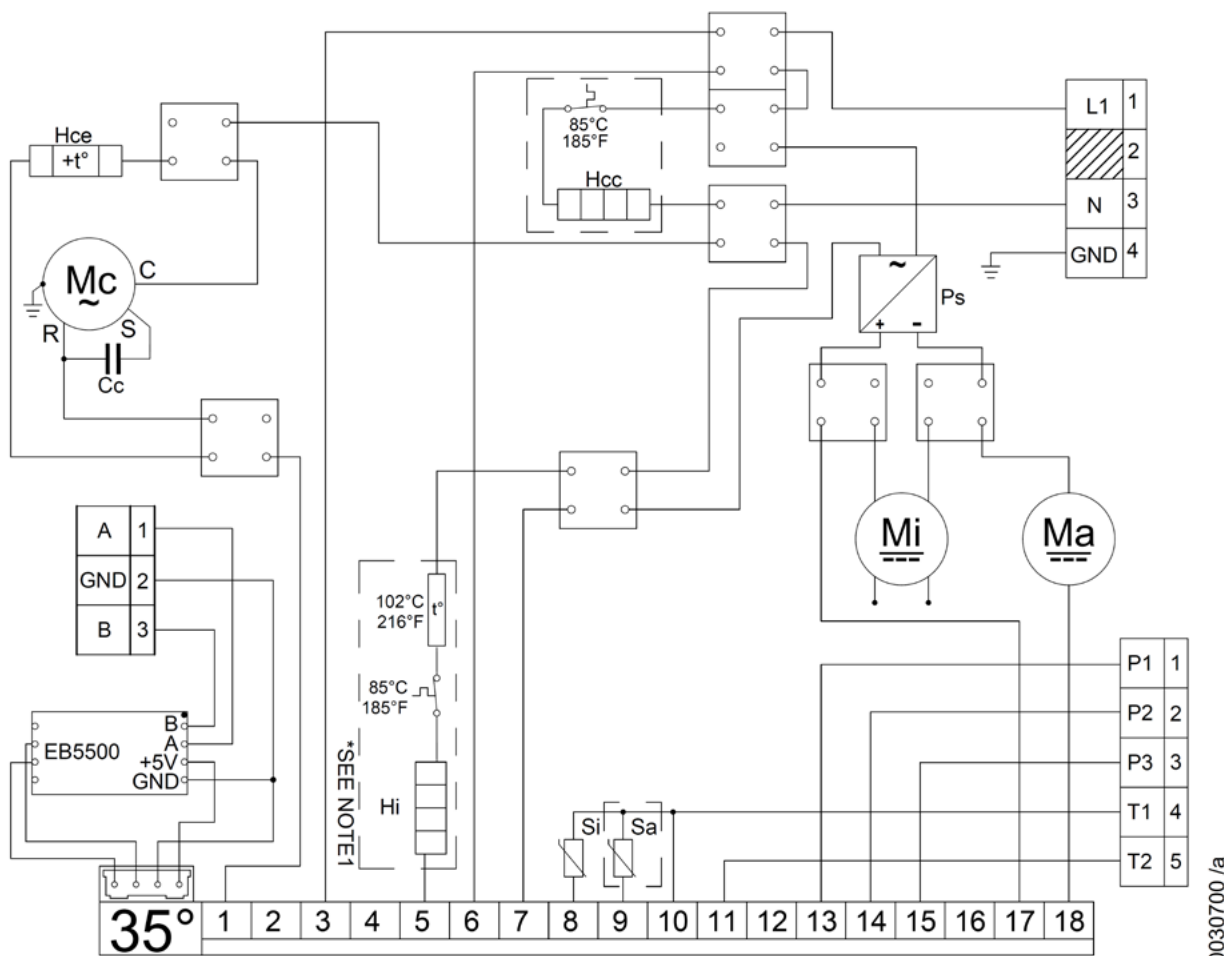 L1 1
2
N 3
GND 4
85°C
185°F
Hcc
Hce
+t°
Mc
~
C
R
S
Cc
~
+ -
Ps
A 1
GND 2
B 3
Mi
Ma
102°C
216°F
t°
85°C
185°F
Hi
*SEE NOTE1
EB5500
B
A
+5V
GND
Si
Sa
P1 1
P2 2
P3 3
T1 4
T2 5
35° 1 2 3 4 5 6 7 8 9 10 11 12 13 14 15 16 17 18